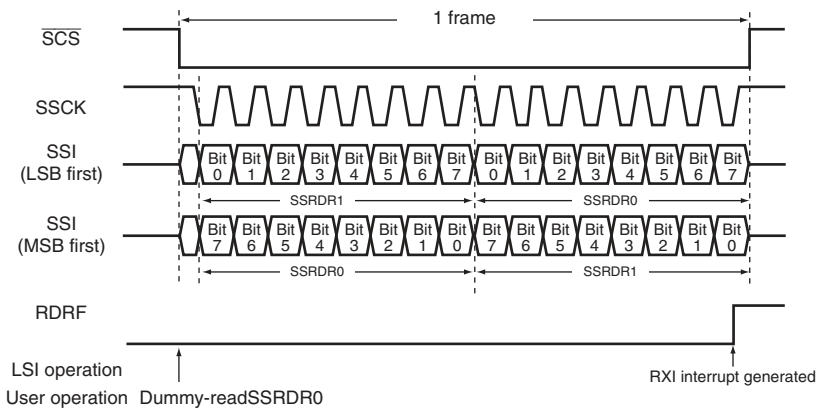 1 frame
SCS
SSCK
SSI
(LSB first)
Bit 0 Bit 1 Bit 2 Bit 3 Bit 4 Bit 5 Bit 6 Bit 7 Bit 0 Bit 1 Bit 2 Bit 3 Bit 4 Bit 5 Bit 6 Bit 7
SSRDR1 SSRDR0
SSI
(MSB first)
Bit 7 Bit 6 Bit 5 Bit 4 Bit 3 Bit 2 Bit 1 Bit 0 Bit 7 Bit 6 Bit 5 Bit 4 Bit 3 Bit 2 Bit 1 Bit 0
SSRDR0 SSRDR1
RDRF
LSI operation RXI interrupt generated
User operation Dummy-readSSRDR0